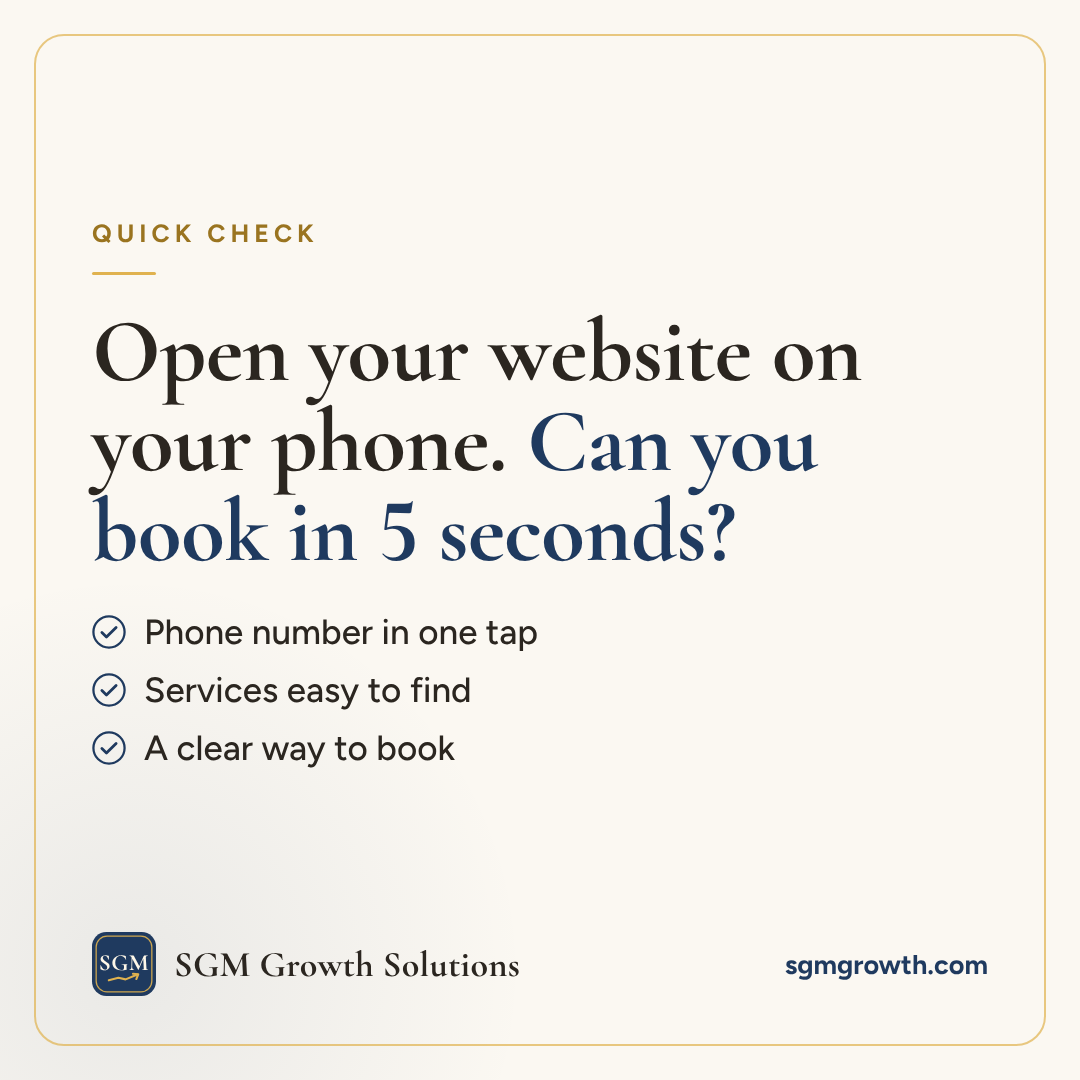 QUICK CHECK
Open your website on
your phone. Can you
book in 5 seconds?
Phone number in one tap
Services easy to find
A clear way to book
SGM
SGM Growth Solutions
sgmgrowth.com